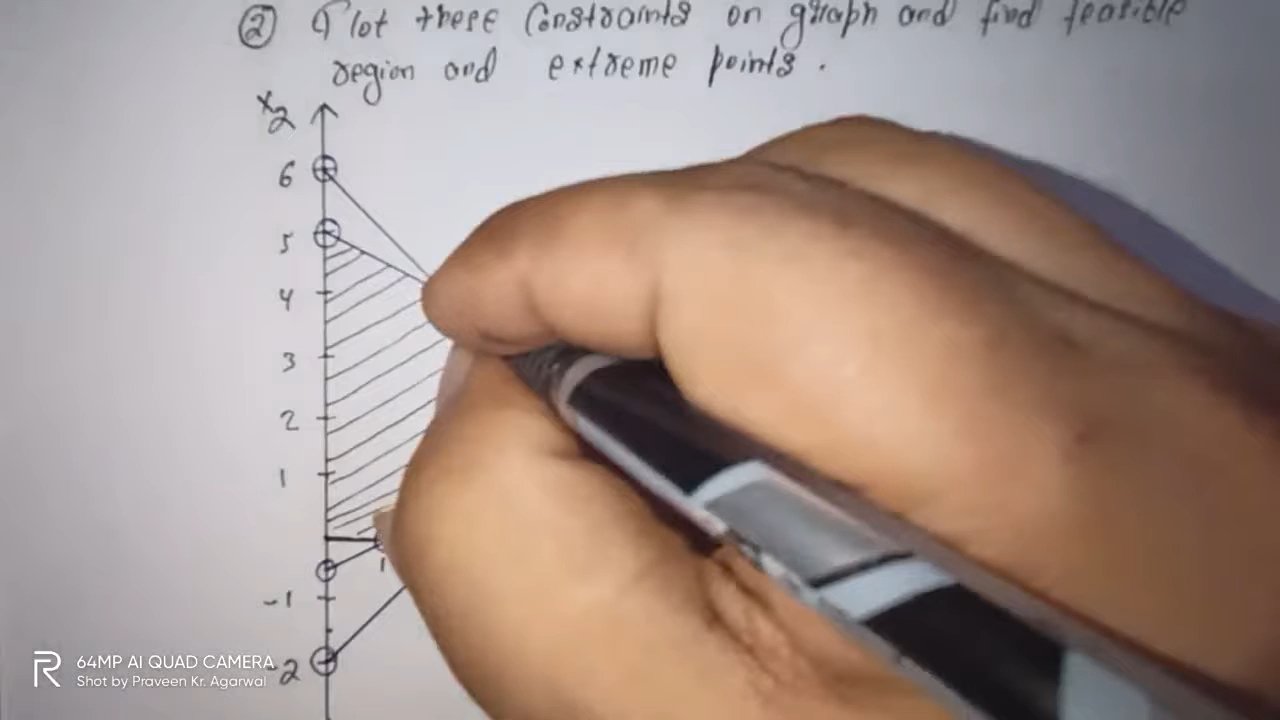 ② Plot these Constraints on graph and find feasible
region and extreme points.
x2
6
5
4
3
2
1
1
-1
-2
64MP AI QUAD CAMERA
Shot by Praveen Kr. Agarwal